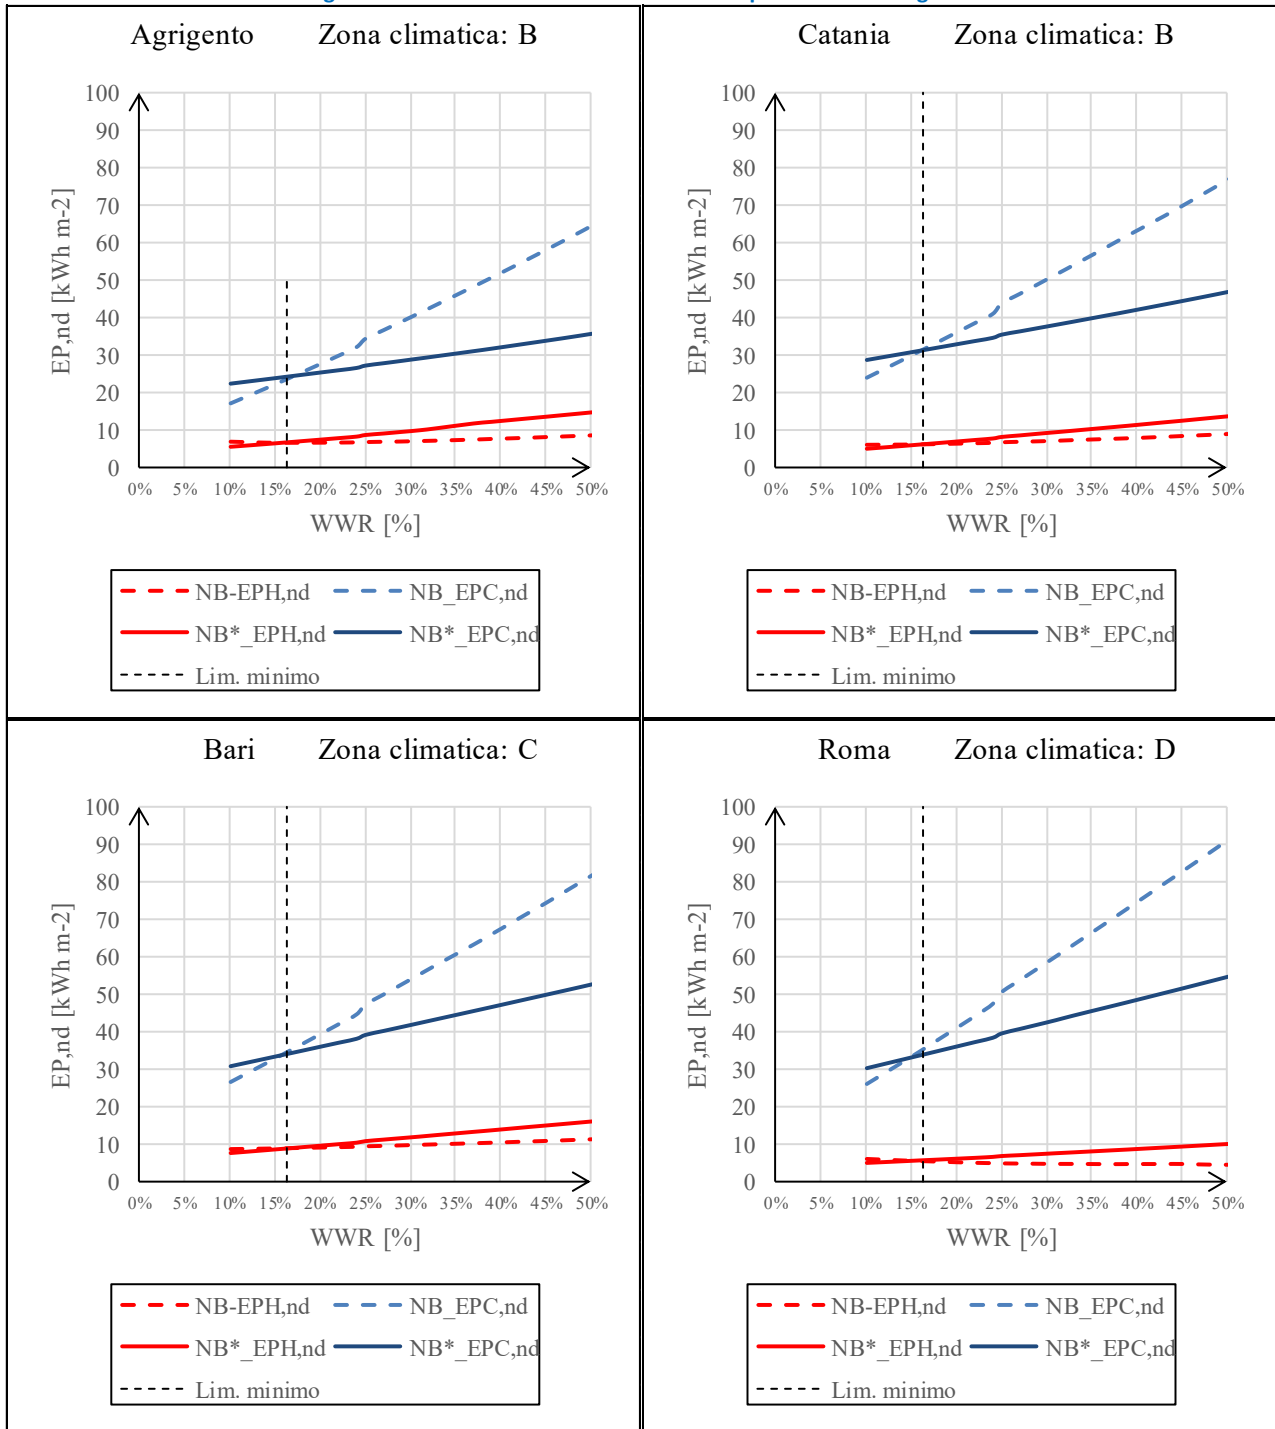 Agrigento Zona climatica: B
100
90
80
70
60
50
40
30
20
10
0
EP,nd [kWh m-2]
0% 5% 10% 15% 20% 25% 30% 35% 40% 45% 50%
WWR [%]
NB-EPH,nd NB_EPC,nd
NB*_EPH,nd NB*_EPC,nd
Lim. minimo
Catania Zona climatica: B
100
90
80
70
60
50
40
30
20
10
0
EP,nd [kWh m-2]
0% 5% 10% 15% 20% 25% 30% 35% 40% 45% 50%
WWR [%]
NB-EPH,nd NB_EPC,nd
NB*_EPH,nd NB*_EPC,nd
Lim. minimo
Bari Zona climatica: C
100
90
80
70
60
50
40
30
20
10
0
EP,nd [kWh m-2]
0% 5% 10% 15% 20% 25% 30% 35% 40% 45% 50%
WWR [%]
NB-EPH,nd NB_EPC,nd
NB*_EPH,nd NB*_EPC,nd
Lim. minimo
Roma Zona climatica: D
100
90
80
70
60
50
40
30
20
10
0
EP,nd [kWh m-2]
0% 5% 10% 15% 20% 25% 30% 35% 40% 45% 50%
WWR [%]
NB-EPH,nd NB_EPC,nd
NB*_EPH,nd NB*_EPC,nd
Lim. minimo